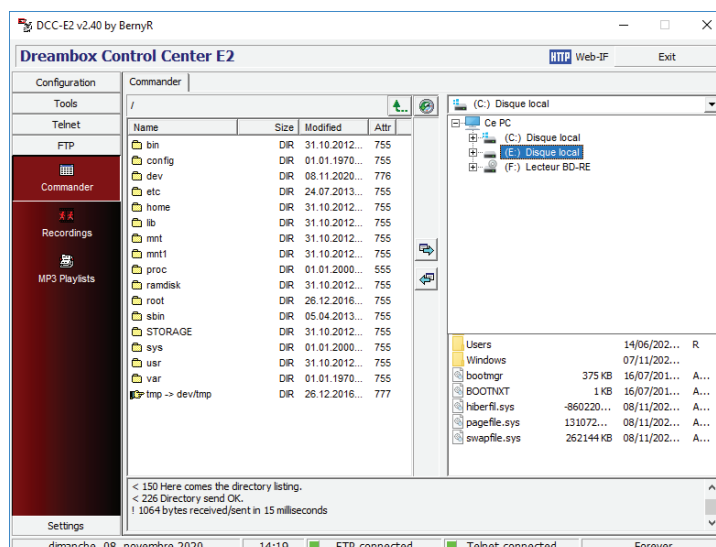 DCC-E2 v2.40 by BernyR
Dreambox Control Center E2
HTTP Web-IF Exit
Configuration
Tools
Telnet
FTP
Commander
Recordings
MP3 Playlists
Settings
Commander
/
Name Size Modified Attr
bin DIR 31.10.2012... 755
config DIR 01.01.1970... 755
dev DIR 08.11.2020... 776
etc DIR 24.07.2013... 755
home DIR 31.10.2012... 755
lib DIR 31.10.2012... 755
mnt DIR 31.10.2012... 755
mnt1 DIR 31.10.2012... 755
proc DIR 01.01.2000... 555
ramdisk DIR 31.10.2012... 755
root DIR 26.12.2016... 755
sbin DIR 05.04.2013... 755
STORAGE DIR 31.10.2012... 755
sys DIR 01.01.2000... 755
usr DIR 31.10.2012... 755
var DIR 01.01.1970... 755
tmp -> dev/tmp DIR 26.12.2016... 777
(C:) Disque local
Ce PC
(C:) Disque local
(E:) Disque local
(F:) Lecteur BD-RE
Users 14/06/202... R
Windows 07/11/202...
bootmgr 375 KB 16/07/201... A...
BOOTNXT 1 KB 16/07/201... A...
hiberfil.sys -860220... 08/11/202... A...
pagefile.sys 131072... 08/11/202... A...
swapfile.sys 262144 KB 08/11/202... A...
< 150 Here comes the directory listing.
< 226 Directory send OK.
! 1064 bytes received/sent in 15 milliseconds
dimanche, 08. novembre 2020 14:19 FTP connected Telnet connected Forever